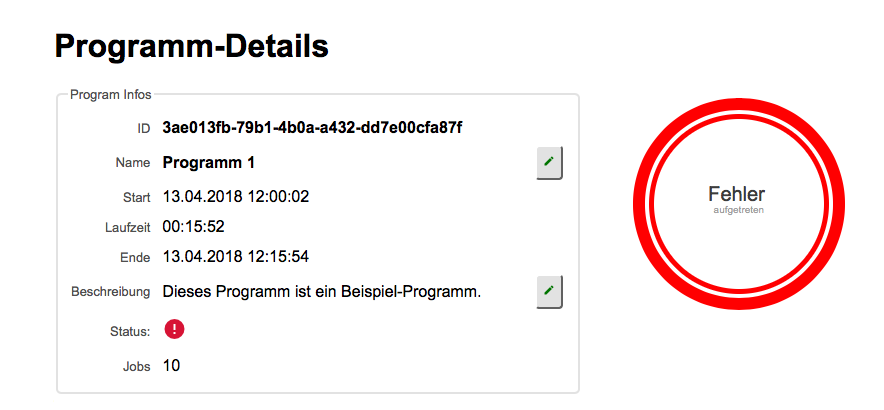 Programm-Details
Program Infos
ID 3ae013fb-79b1-4b0a-a432-dd7e00cfa87f
Name Programm 1
Start 13.04.2018 12:00:02
Laufzeit 00:15:52
Ende 13.04.2018 12:15:54
Beschreibung Dieses Programm ist ein Beispiel-Programm.
Status:
Jobs 10
Fehler
aufgetreten